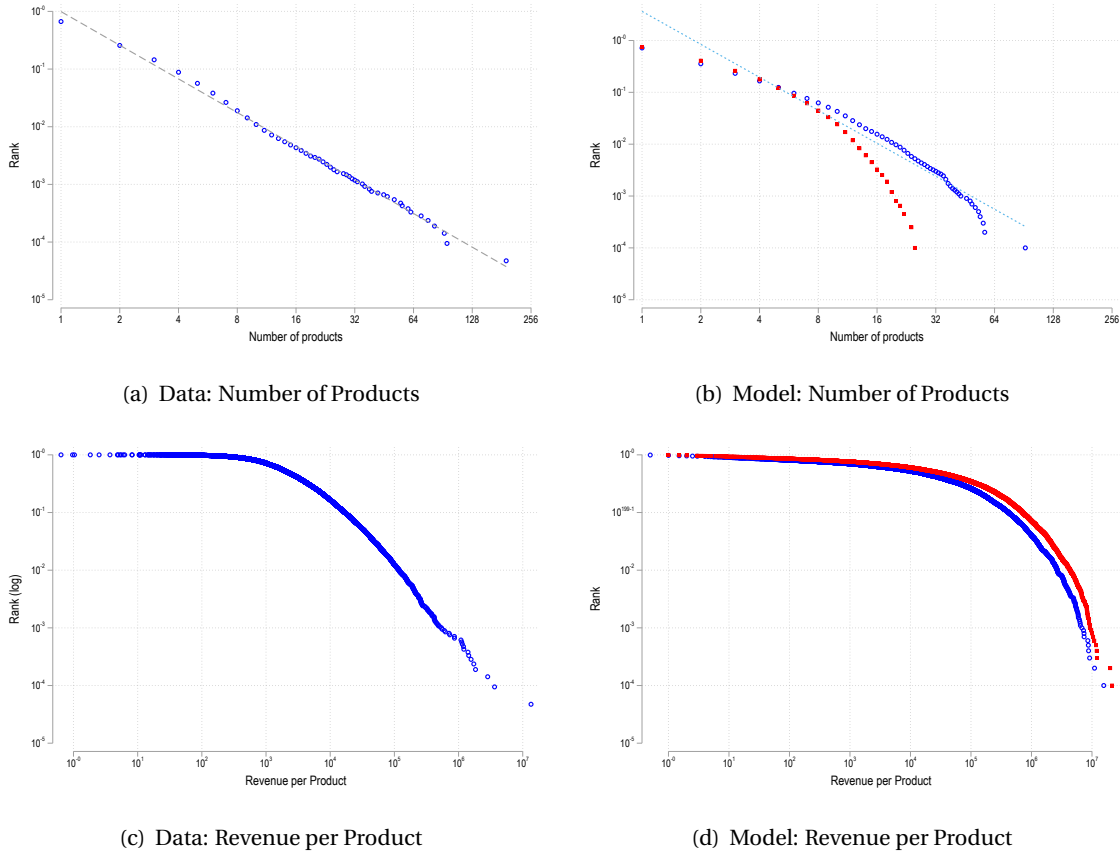 10^-0
10^-1
10^-2
10^-3
10^-4
10^-5
Rank
1 2 4 8 16 32 64 128 256
Number of products
(a) Data: Number of Products
10^-0
10^-1
10^-2
10^-3
10^-4
10^-5
Rank
1 2 4 8 16 32 64 128 256
Number of products
(b) Model: Number of Products
10^-0
10^-1
10^-2
10^-3
10^-4
10^-5
Rank (log)
10^-0 10^1 10^2 10^3 10^4 10^5 10^6 10^7
Revenue per Product
(c) Data: Revenue per Product
10^-0
10^-2
10^-3
10^-4
10^-5
Rank
10^-0 10^1 10^2 10^3 10^4 10^5 10^6 10^7
Revenue per Product
(d) Model: Revenue per Product